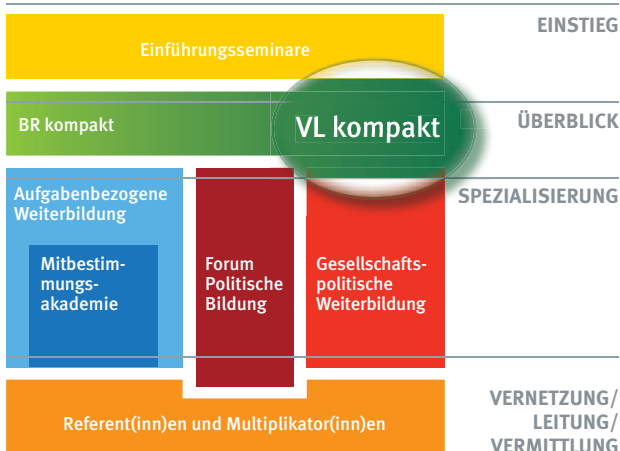 EINSTIEG
Einführungsseminare
BR kompakt
VL kompakt
ÜBERBLICK
SPEZIALISIERUNG
Aufgabenbezogene
Weiterbildung
Mitbestim-
mungs-
akademie
Forum
Politische
Bildung
Gesellschafts-
politische
Weiterbildung
Referent(inn)en und Multiplikator(inn)en
VERNETZUNG/
LEITUNG/
VERMITTLUNG